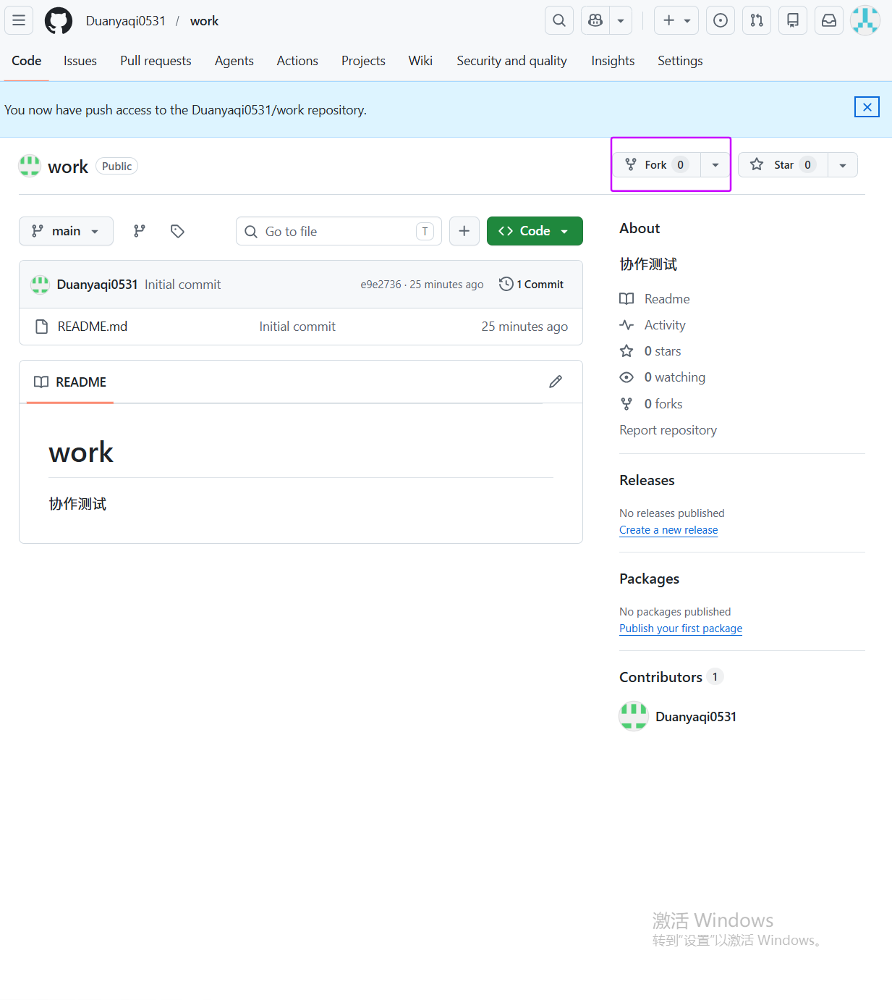 Duanyaqi0531 / work
Code Issues Pull requests Agents Actions Projects Wiki Security and quality Insights Settings
You now have push access to the Duanyaqi0531/work repository.
work Public Fork 0 Star 0
main Go to file T Code
Duanyaqi0531 Initial commit e9e2736 · 25 minutes ago 1 Commit
README.md Initial commit 25 minutes ago
README
work
协作测试
About
协作测试
Readme
Activity
0 stars
0 watching
0 forks
Report repository
Releases
No releases published
Create a new release
Packages
No packages published
Publish your first package
Contributors 1
Duanyaqi0531
激活 Windows
转到“设置”以激活 Windows。